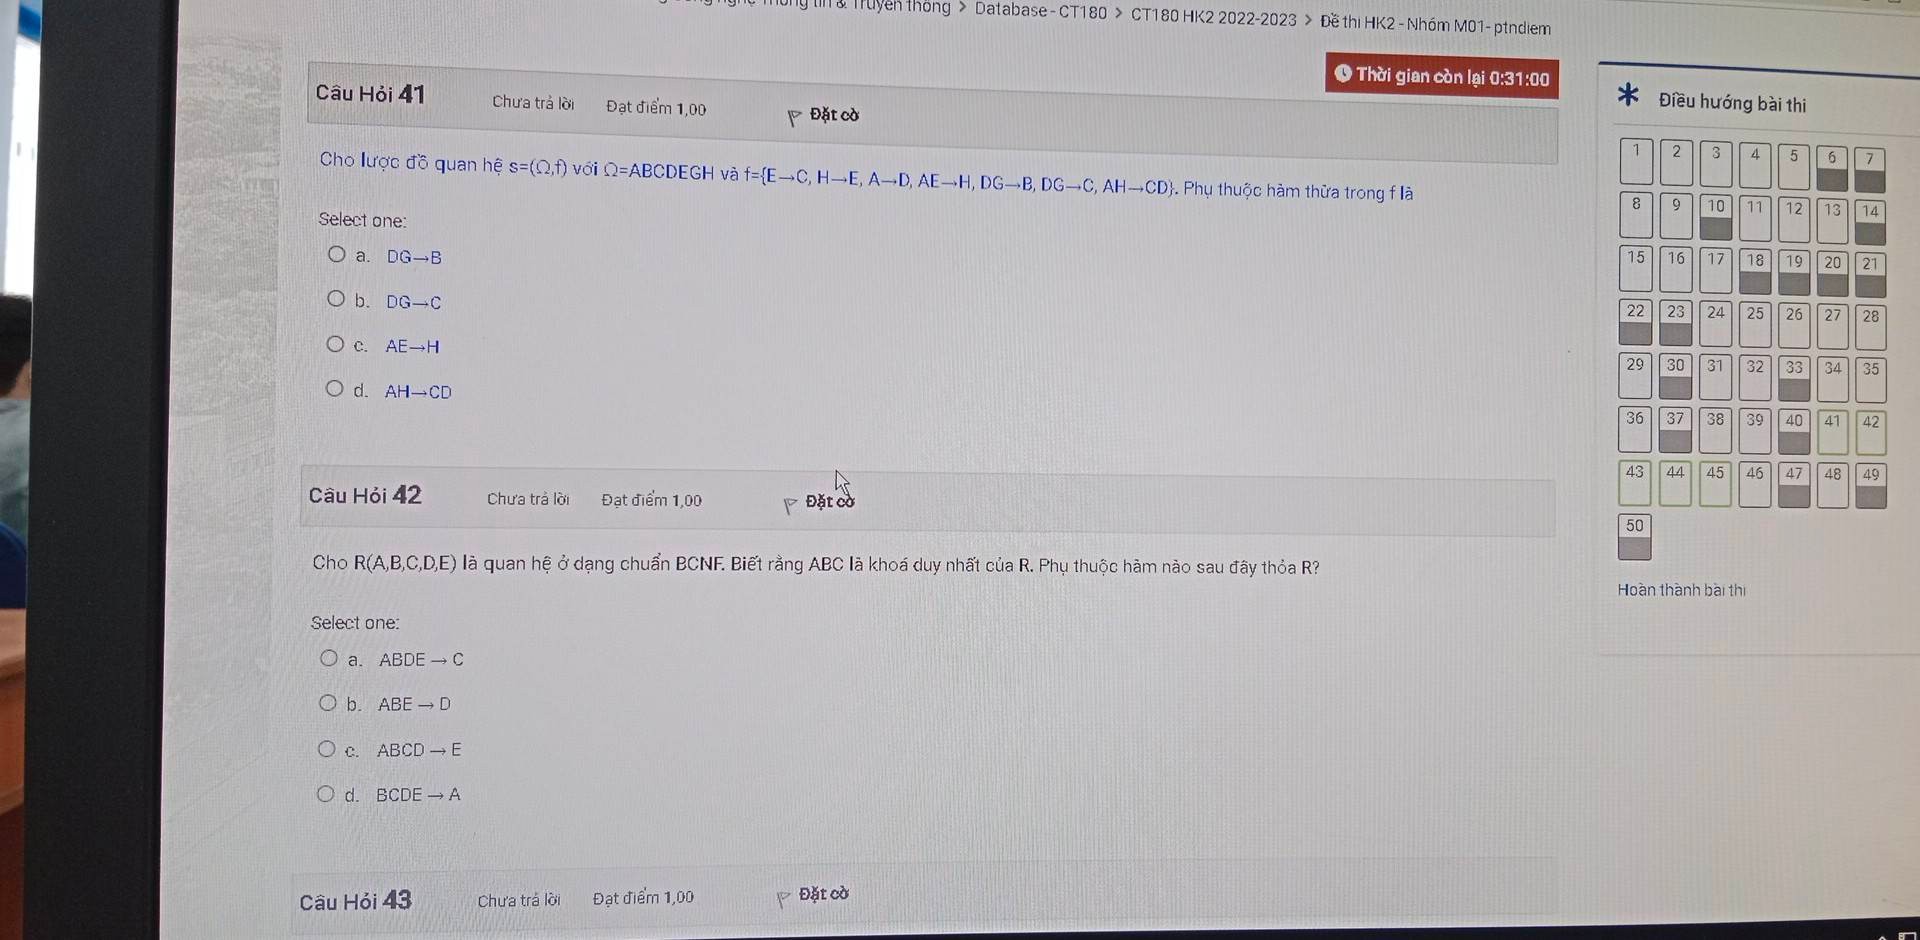 Truyền thông > Database - CT180 > CT180 HK2 2022-2023 > Đề thi HK2 - Nhóm M01- ptndiem
Thời gian còn lại 0:31:00
Câu Hỏi 41 Chưa trả lời Đạt điểm 1,00 Đặt cờ
Cho lược đồ quan hệ s=(Ω,f) với Ω=ABCDEGH và f={E→C, H→E, A→D, AE→H, DG→B, DG→C, AH→CD}. Phụ thuộc hàm thừa trong f là
Select one:
a. DG→B
b. DG→C
c. AE→H
d. AH→CD
Câu Hỏi 42 Chưa trả lời Đạt điểm 1,00 Đặt cờ
Cho R(A,B,C,D,E) là quan hệ ở dạng chuẩn BCNF. Biết rằng ABC là khoá duy nhất của R. Phụ thuộc hàm nào sau đây thỏa R?
Select one:
a. ABDE → C
b. ABE → D
c. ABCD → E
d. BCDE → A
Câu Hỏi 43 Chưa trả lời Đạt điểm 1,00 Đặt cờ
Điều hướng bài thi
1 2 3 4 5 6 7
8 9 10 11 12 13 14
15 16 17 18 19 20 21
22 23 24 25 26 27 28
29 30 31 32 33 34 35
36 37 38 39 40 41 42
43 44 45 46 47 48 49
50
Hoàn thành bài thi